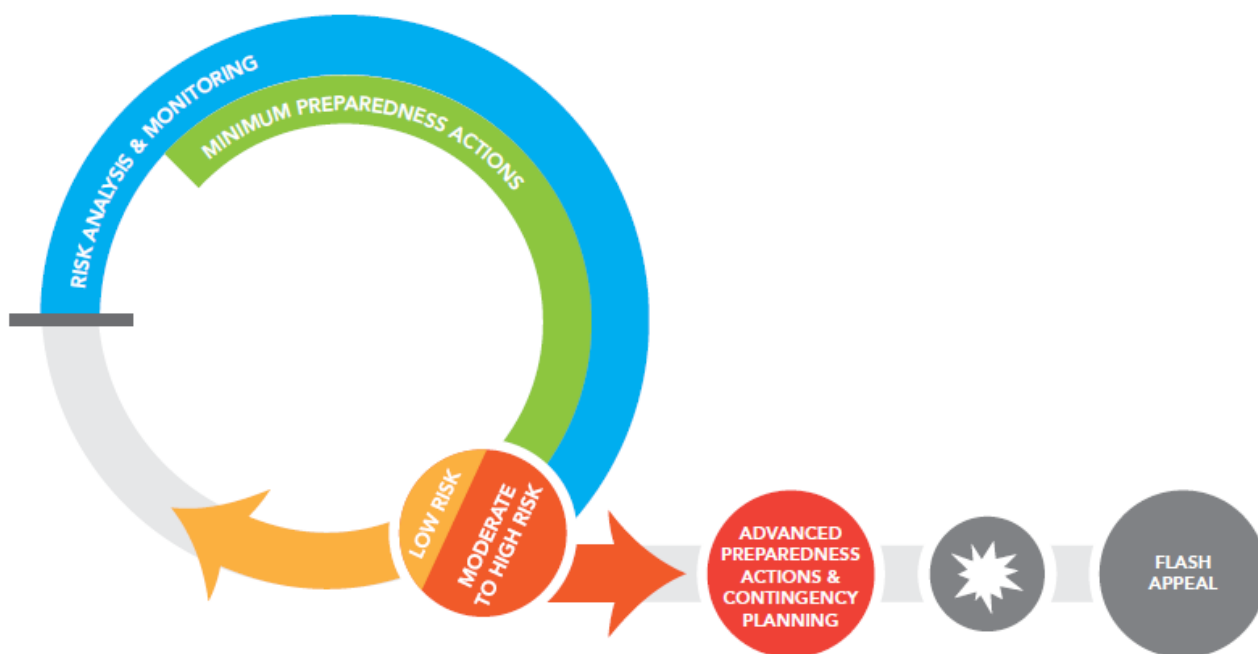 RISK ANALYSIS & MONITORING
MINIMUM PREPAREDNESS ACTIONS
LOW RISK
MODERATE
TO HIGH RISK
ADVANCED
PREPAREDNESS
ACTIONS &
CONTINGENCY
PLANNING
FLASH
APPEAL